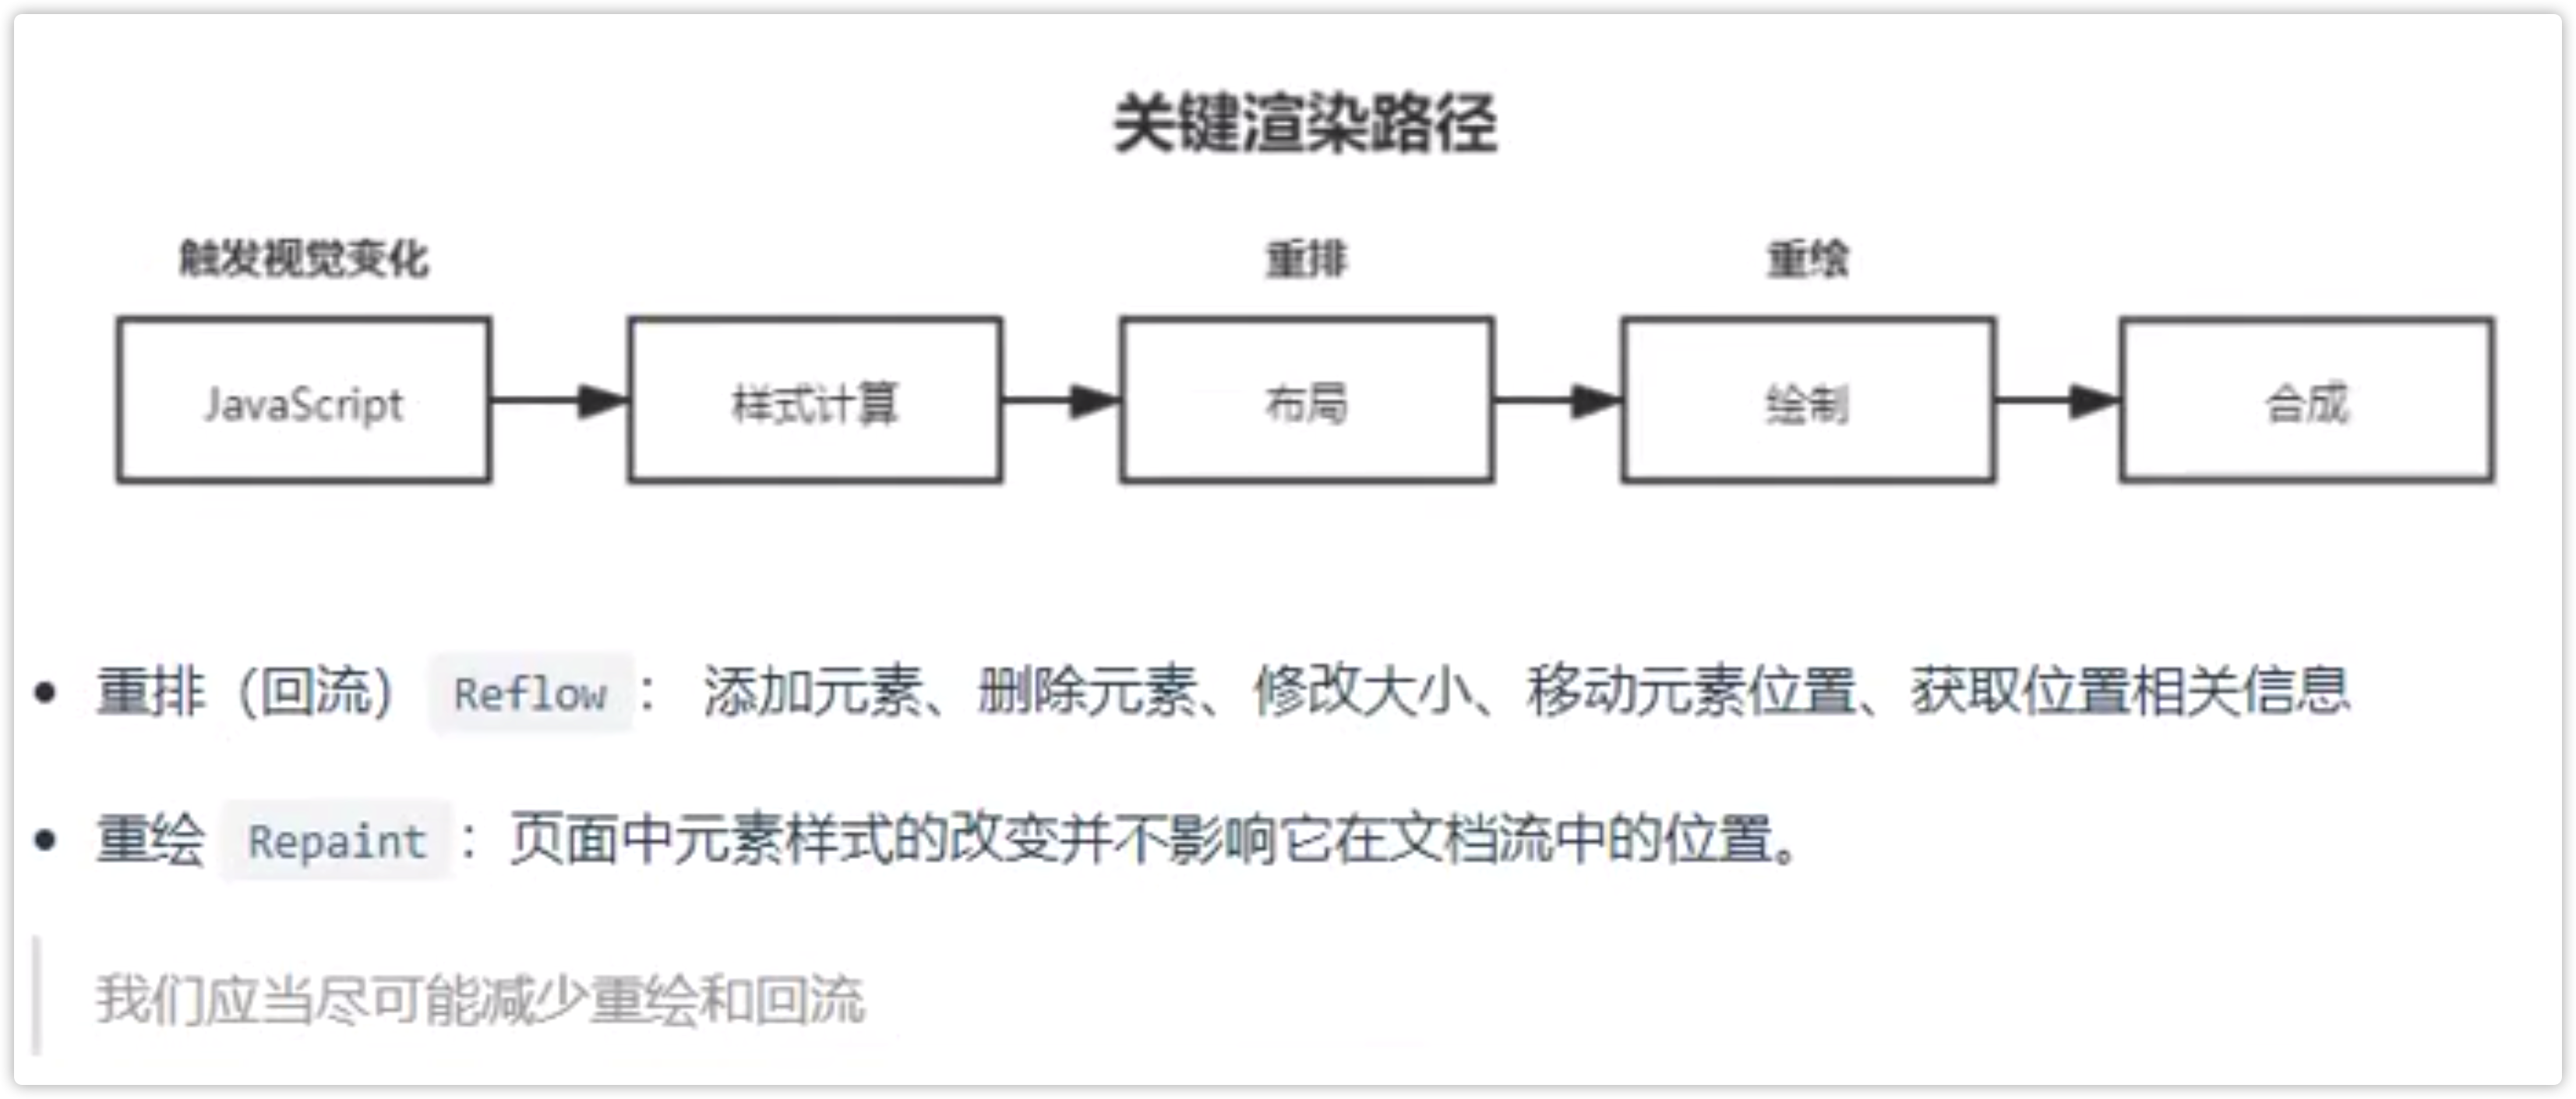 关键渲染路径
触发视觉变化 重排 重绘
JavaScript 样式计算 布局 绘制 合成
重排（回流） Reflow ： 添加元素、删除元素、修改大小、移动元素位置、获取位置相关信息
重绘 Repaint ：页面中元素样式的改变并不影响它在文档流中的位置。
我们应当尽可能减少重绘和回流